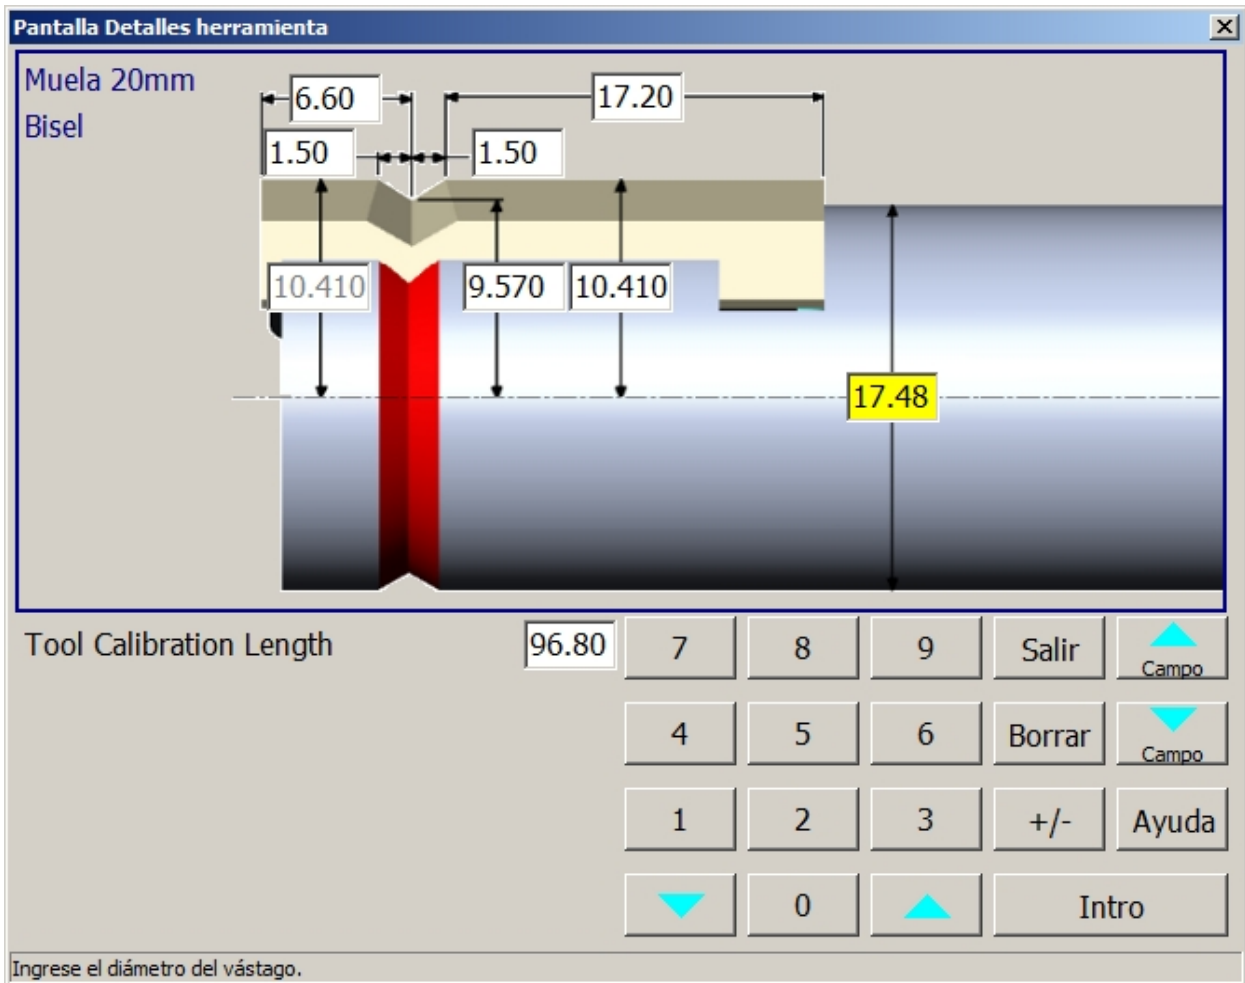 Pantalla Detalles herramienta
Muela 20mm
Bisel
6.60
17.20
1.50
1.50
10.410
9.570
10.410
17.48
Tool Calibration Length
96.80
7
8
9
Salir
Campo
4
5
6
Borrar
Campo
1
2
3
+/-
Ayuda
0
Intro
Ingrese el diámetro del vástago.